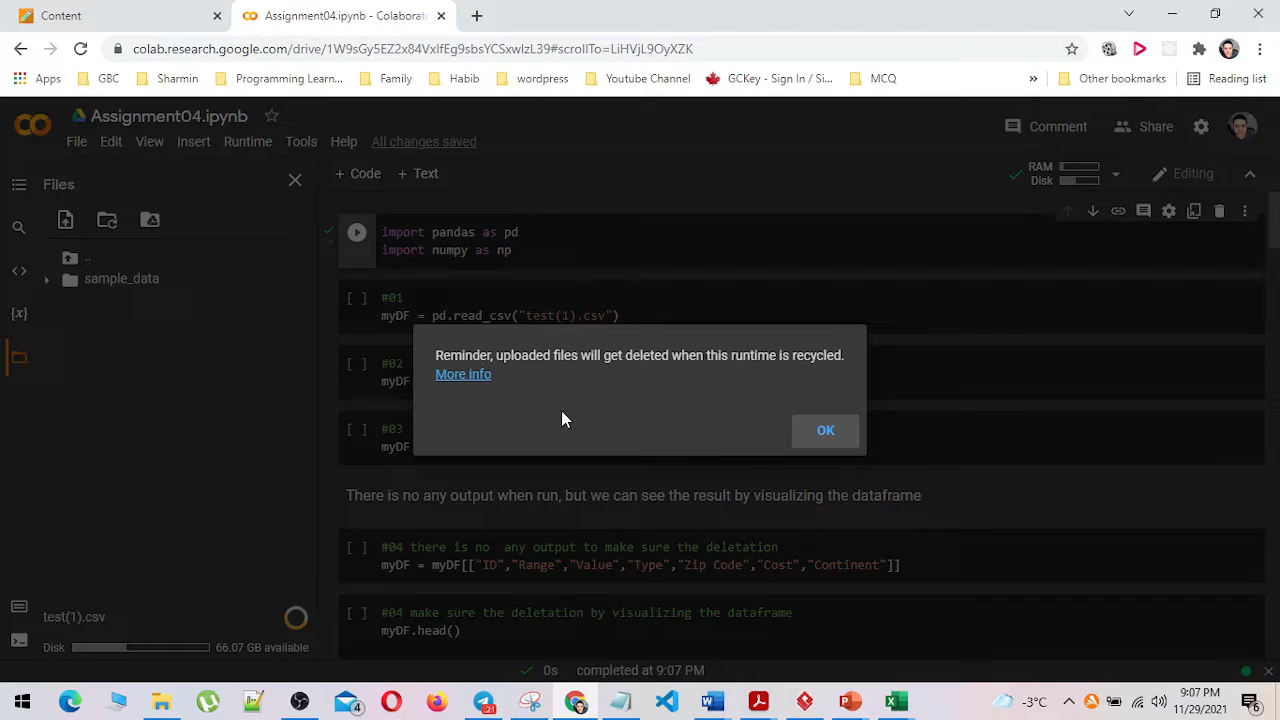 Content
Assignment04.ipynb - Colaborat
colab.research.google.com/drive/1W9sGy5EZ2x84VxIfEg9sbsYCSxwIzL39#scrollTo=LiHVjL9OyXZK
Apps GBC Sharmin Programming Learn... Family Habib wordpress Youtube Channel GCKey - Sign In / Si... MCQ » Other bookmarks Reading list
Assignment04.ipynb
Comment Share
File Edit View Insert Runtime Tools Help All changes saved
Files
+ Code + Text
RAM
Disk
Editing
import pandas as pd
import numpy as np
..
sample_data
[ ] #01
myDF = pd.read_csv("test(1).csv")
[ ] #02
myDF
[ ] #03
myDF
Reminder, uploaded files will get deleted when this runtime is recycled.
More info
OK
There is no any output when run, but we can see the result by visualizing the dataframe
[ ] #04 there is no any output to make sure the deletation
myDF = myDF[["ID","Range","Value","Type","Zip Code","Cost","Continent"]]
[ ] #04 make sure the deletation by visualizing the dataframe
myDF.head()
test(1).csv
Disk 66.07 GB available
0s completed at 9:07 PM
4
21
-3°C
9:07 PM
11/29/2021
6